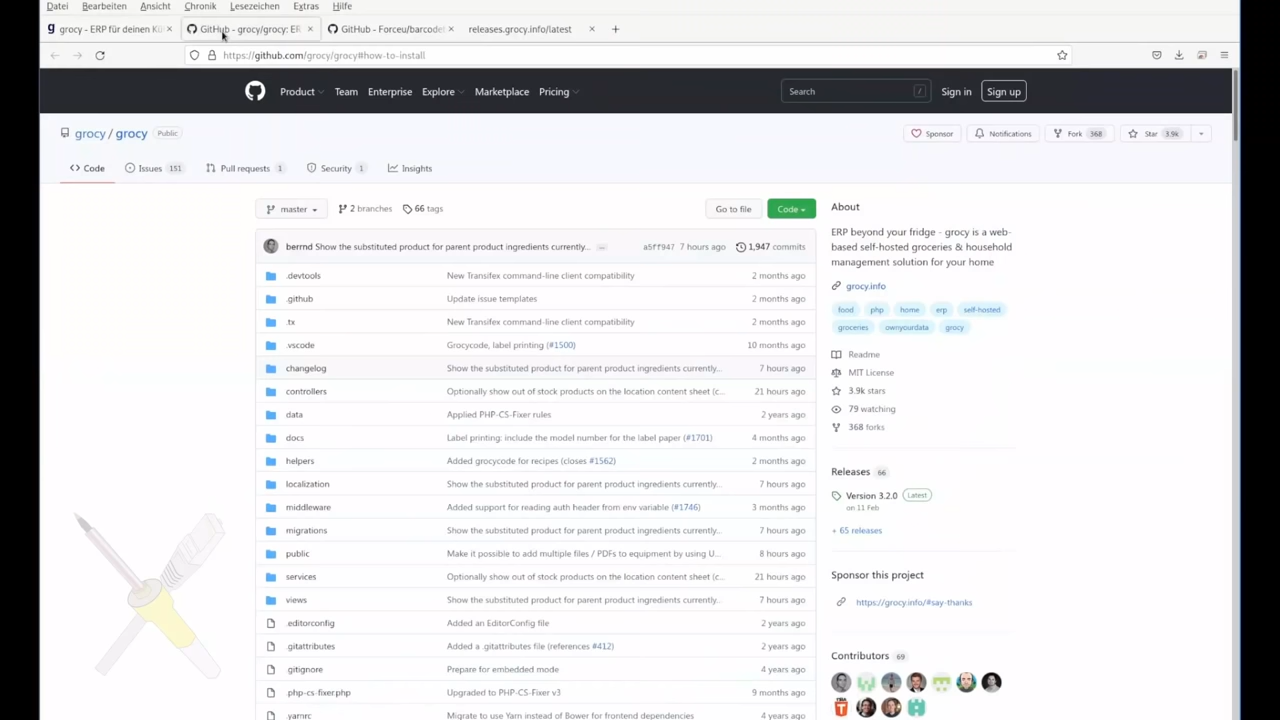 Datei Bearbeiten Ansicht Chronik Lesezeichen Extras Hilfe
grocy - ERP für deinen Kü GitHub - grocy/grocy: ER GitHub - Forceu/barcode releases.grocy.info/latest
https://github.com/grocy/grocy#how-to-install
Product Team Enterprise Explore Marketplace Pricing Search / Sign in Sign up
grocy / grocy Public Sponsor Notifications Fork 368 Star 3.9k
Code Issues 151 Pull requests 1 Security 1 Insights
master 2 branches 66 tags Go to file Code
bernnd Show the substituted product for parent product ingredients currently... ... a5ff947 7 hours ago 1,947 commits
.devtools New Transifex command-line client compatibility 2 months ago
.github Update issue templates 2 months ago
.tx New Transifex command-line client compatibility 2 months ago
.vscode Grocycode, label printing (#1500) 10 months ago
changelog Show the substituted product for parent product ingredients currently... 7 hours ago
controllers Optionally show out of stock products on the location content sheet (c... 21 hours ago
data Applied PHP-CS-Fixer rules 2 years ago
docs Label printing: include the model number for the label paper (#1701) 4 months ago
helpers Added grocycode for recipes (closes #1562) 2 months ago
localization Show the substituted product for parent product ingredients currently... 7 hours ago
middleware Added support for reading auth header from env variable (#1746) 3 months ago
migrations Show the substituted product for parent product ingredients currently... 7 hours ago
public Make it possible to add multiple files / PDFs to equipment by using U... 8 hours ago
services Optionally show out of stock products on the location content sheet (c... 21 hours ago
views Show the substituted product for parent product ingredients currently... 7 hours ago
.editorconfig Added an EditorConfig file 2 years ago
.gitattributes Added a .gitattributes file (references #412) 2 years ago
.gitignore Prepare for embedded mode 4 years ago
.php-cs-fixer.php Upgraded to PHP-CS-Fixer v3 9 months ago
.yarnrc Migrate to use Yarn instead of Bower for frontend dependencies 4 years ago
About
ERP beyond your fridge - grocy is a web-
based self-hosted groceries & household
management solution for your home
grocy.info
food php home erp self-hosted
groceries ownyourdata grocy
Readme
MIT License
3.9k stars
79 watching
368 forks
Releases 66
Version 3.2.0 Latest
on 11 Feb
+ 65 releases
Sponsor this project
https://grocy.info/#say-thanks
Contributors 69